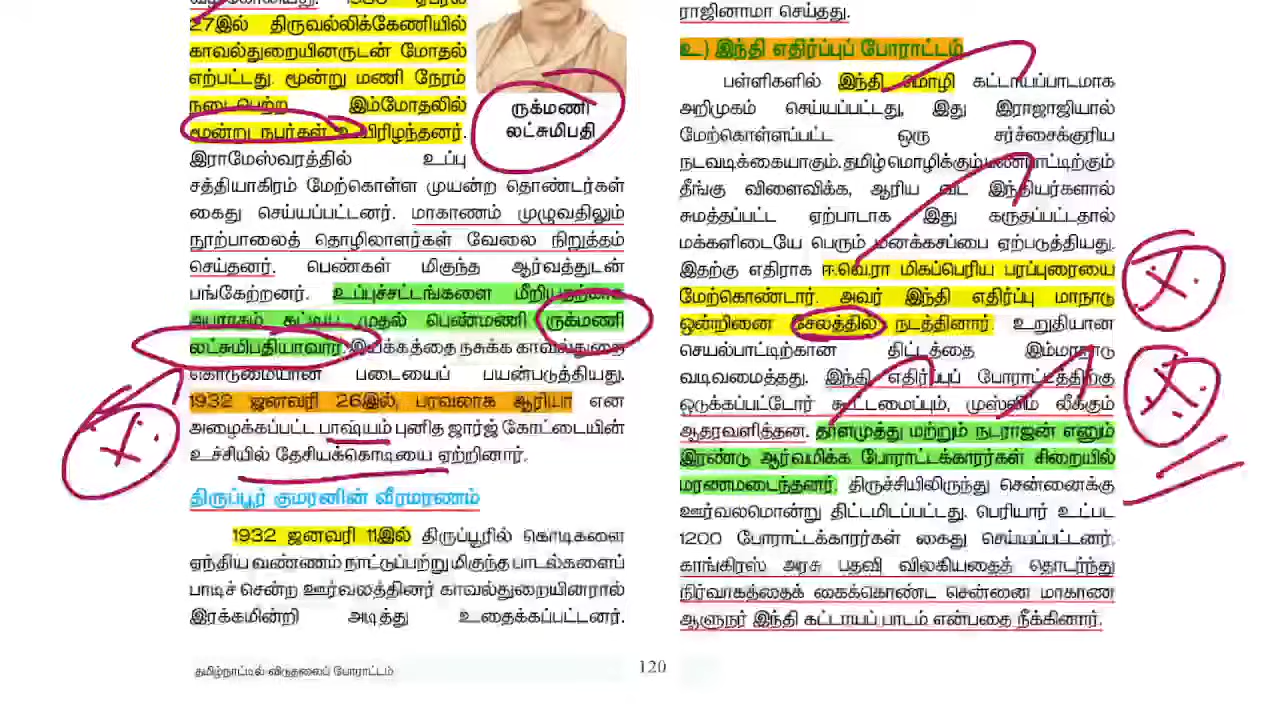 27இல் திருவல்லிக்கேணியில்
காவல்துறையினருடன் மோதல்
ஏற்பட்டது. மூன்று மணி நேரம்
நடைபெற்ற இம்மோதலில்
மூன்று நபர்கள் உயிரிழந்தனர்.
இராமேஸ்வரத்தில் உப்பு
சத்தியாகிரம் மேற்கொள்ள முயன்ற தொண்டர்கள்
கைது செய்யப்பட்டனர். மாகாணம் முழுவதிலும்
நூற்பாலைத் தொழிலாளர்கள் வேலை நிறுத்தம்
செய்தனர். பெண்கள் மிகுந்த ஆர்வத்துடன்
பங்கேற்றனர். உப்புச்சட்டங்களை மீறியதற்காக
அபராதம் கட்டிய முதல் பெண்மணி ருக்மணி
லட்சுமிபதியாவார். இயக்கத்தை நசுக்க காவல்துறை
கொடுமையான படையைப் பயன்படுத்தியது.
1932 ஜனவரி 26இல், பரவலாக ஆரியா என
அழைக்கப்பட்ட பாஷ்யம் புனித ஜார்ஜ் கோட்டையின்
உச்சியில் தேசியக்கொடியை ஏற்றினார்.
திருப்பூர் குமரனின் வீரமரணம்
1932 ஜனவரி 11இல் திருப்பூரில் கொடிகளை
ஏந்திய வண்ணம் நாட்டுப்பற்று மிகுந்த பாடல்களைப்
பாடிச் சென்ற ஊர்வலத்தினர் காவல்துறையினரால்
இரக்கமின்றி அடித்து உதைக்கப்பட்டனர்.
ருக்மணி
லட்சுமிபதி
ராஜினாமா செய்தது.
உ) இந்தி எதிர்ப்புப் போராட்டம்
பள்ளிகளில் இந்தி மொழி கட்டாயப்பாடமாக
அறிமுகம் செய்யப்பட்டது, இது இராஜாஜியால்
மேற்கொள்ளப்பட்ட ஒரு சர்ச்சைக்குரிய
நடவடிக்கையாகும். தமிழ் மொழிக்கும் பண்பாட்டிற்கும்
தீங்கு விளைவிக்க, ஆரிய வட இந்தியர்களால்
சுமத்தப்பட்ட ஏற்பாடாக இது கருதப்பட்டதால்
மக்களிடையே பெரும் மனக்கசப்பை ஏற்படுத்தியது.
இதற்கு எதிராக ஈ.வெ.ரா மிகப்பெரிய பரப்புரையை
மேற்கொண்டார். அவர் இந்தி எதிர்ப்பு மாநாடு
ஒன்றினை சேலத்தில் நடத்தினார். உறுதியான
செயல்பாட்டிற்கான திட்டத்தை இம்மாநாடு
வடிவமைத்தது. இந்தி எதிர்ப்புப் போராட்டத்திற்கு
ஒடுக்கப்பட்டோர் கூட்டமைப்பும், முஸ்லிம் லீக்கும்
ஆதரவளித்தன. தாளமுத்து மற்றும் நடராஜன் எனும்
இரண்டு ஆர்வமிக்க போராட்டக்காரர்கள் சிறையில்
மரணமடைந்தனர். திருச்சியிலிருந்து சென்னைக்கு
ஊர்வலமொன்று திட்டமிடப்பட்டது. பெரியார் உட்பட
1200 போராட்டக்காரர்கள் கைது செய்யப்பட்டனர்.
காங்கிரஸ் அரசு பதவி விலகியதைத் தொடர்ந்து
நிர்வாகத்தைக் கைக்கொண்ட சென்னை மாகாண
ஆளுநர் இந்தி கட்டாயப் பாடம் என்பதை நீக்கினார்.
தமிழ்நாட்டில் விடுதலைப் போராட்டம்
120